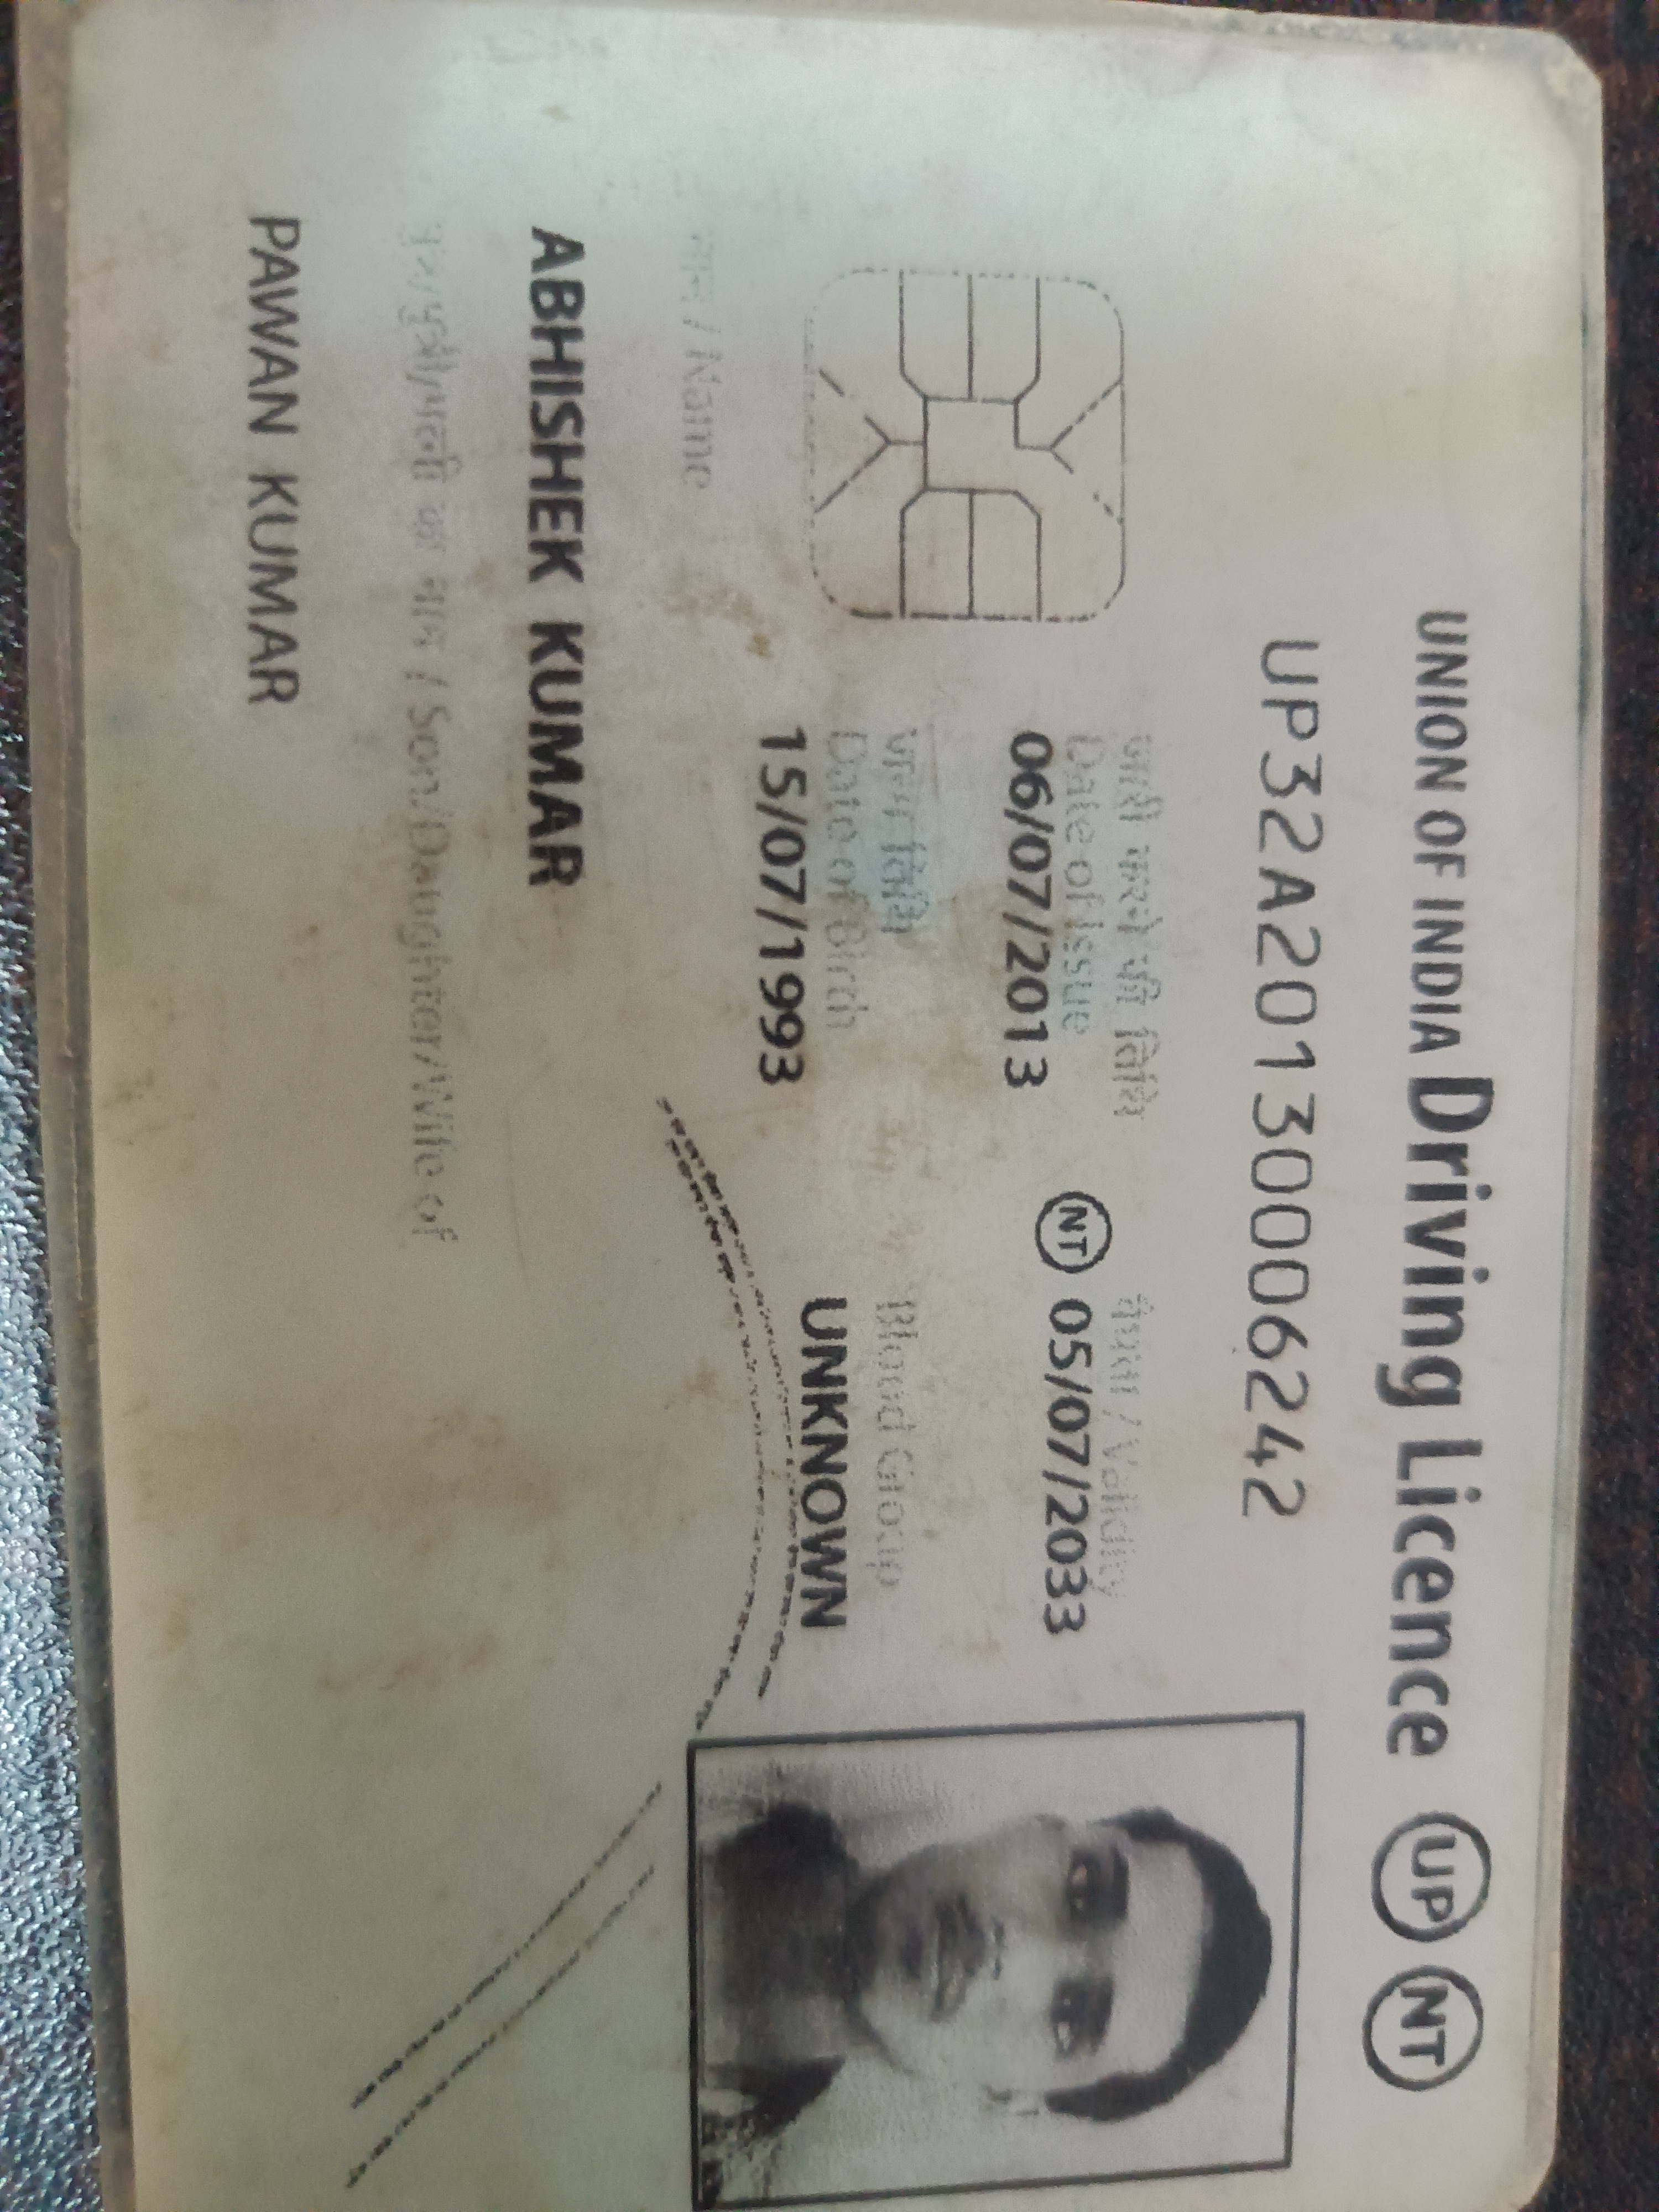 UNION OF INDIA Driving Licence UP NT
UP32A20130006242
जारी करने की तिथि
Date of Issue
06/07/2013
वैधता / Validity
NT 05/07/2033
जन्म तिथि
Date of Birth
15/07/1993
Blood Group
UNKNOWN
नाम / Name
ABHISHEK KUMAR
पुत्र/पुत्री/पत्नी का नाम / Son/Daughter/Wife of
PAWAN KUMAR